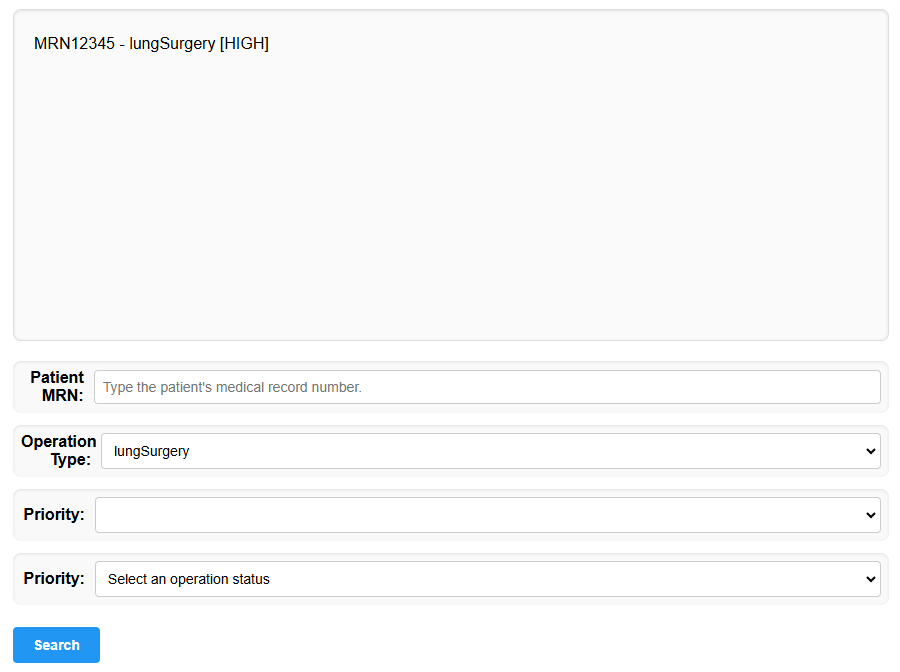 MRN12345 - lungSurgery [HIGH]
Patient
MRN:
Type the patient's medical record number.
Operation
Type:
lungSurgery
Priority:
Priority:
Select an operation status
Search